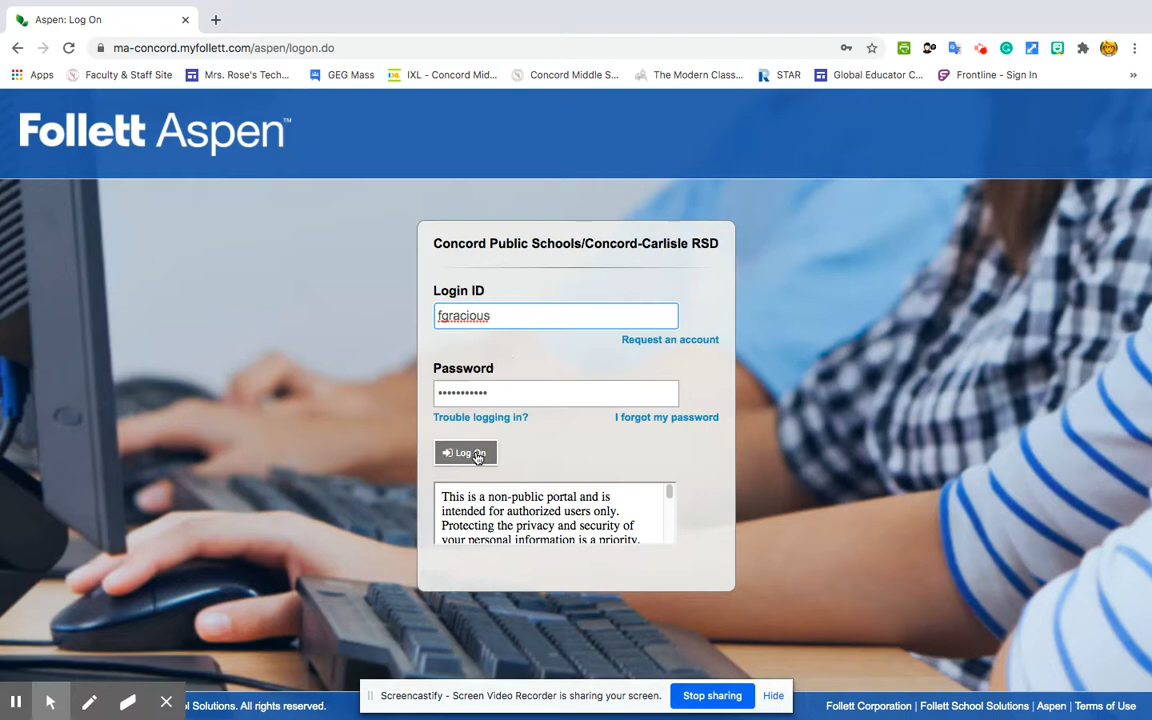 Aspen: Log On
ma-concord.myfollett.com/aspen/logon.do
Apps Faculty & Staff Site Mrs. Rose's Tech... GEG Mass IXL - Concord Mid... Concord Middle S... The Modern Class... STAR Global Educator C... Frontline - Sign In »
Follett Aspen™
Concord Public Schools/Concord-Carlisle RSD
Login ID
fgracious
Request an account
Password
•••••••••••
Trouble logging in? I forgot my password
Log On
This is a non-public portal and is
intended for authorized users only.
Protecting the privacy and security of
your personal information is a priority.
Screencastify - Screen Video Recorder is sharing your screen. Stop sharing Hide
ol Solutions. All rights reserved. Follett Corporation | Follett School Solutions | Aspen | Terms of Use